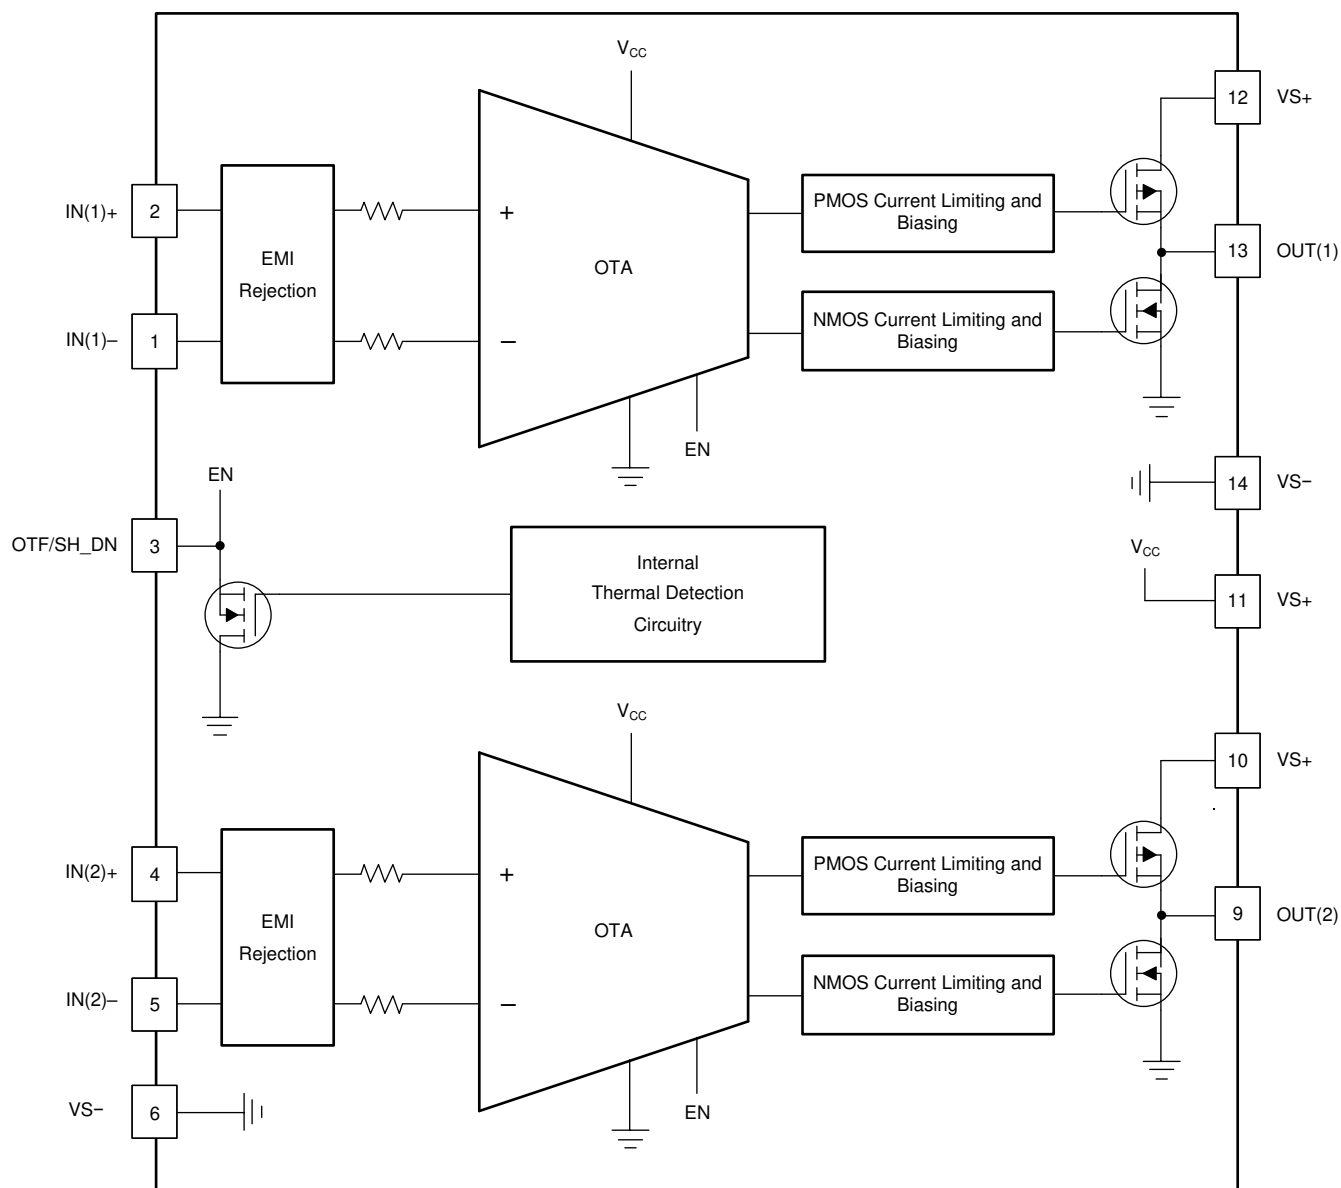 V_CC
12 VS+
IN(1)+ 2
EMI
Rejection
+
−
OTA
PMOS Current Limiting and
Biasing
13 OUT(1)
IN(1)− 1
NMOS Current Limiting and
Biasing
EN
EN
14 VS−
OTF/SH_DN 3
Internal
Thermal Detection
Circuitry
V_CC
11 VS+
V_CC
10 VS+
IN(2)+ 4
EMI
Rejection
+
−
OTA
PMOS Current Limiting and
Biasing
9 OUT(2)
IN(2)− 5
NMOS Current Limiting and
Biasing
VS− 6
EN